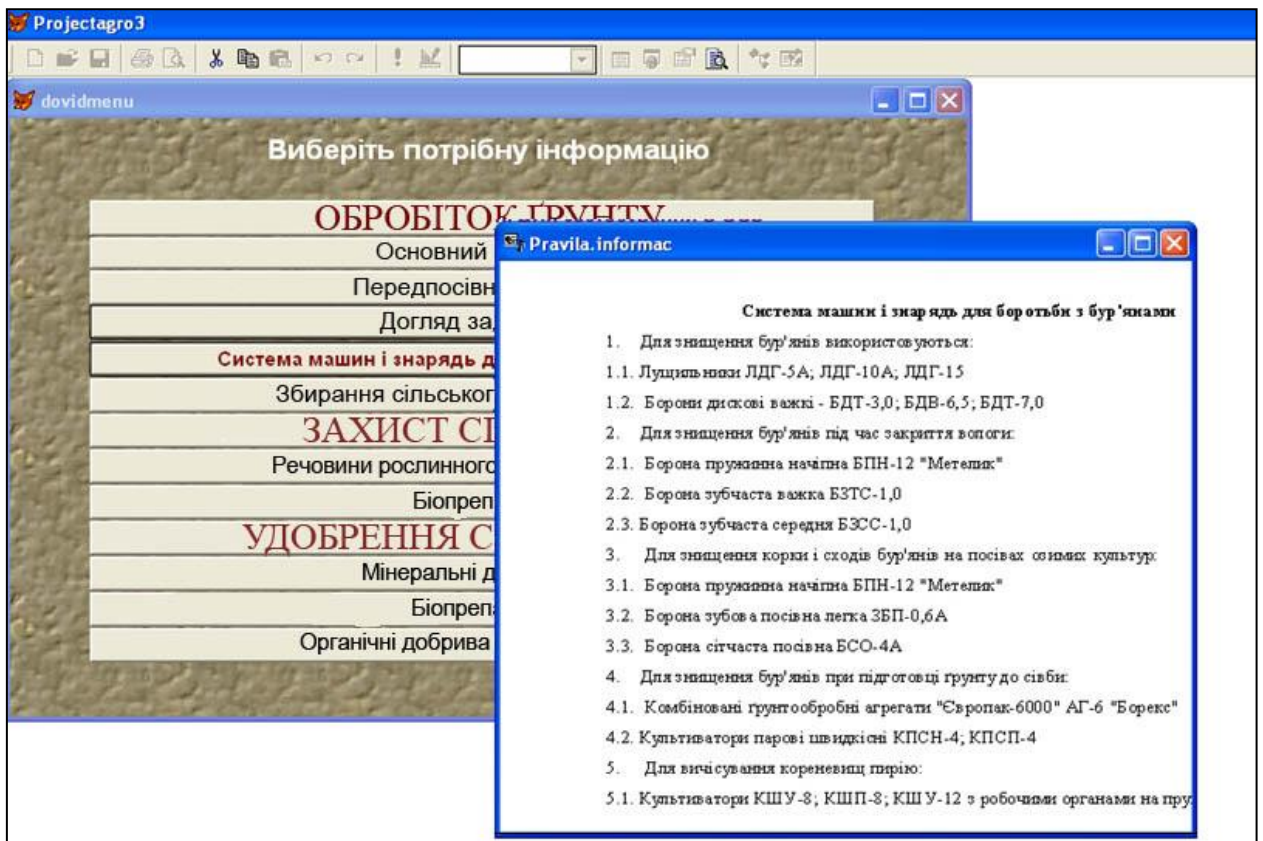 Projectagro3
dovidmenu
Виберіть потрібну інформацію
ОБРОБІТОК ҐРУНТУ
Основний
Передпосівн
Догляд за
Система машин і знарядь д
Збирання сільськог
ЗАХИСТ СІ
Речовини рослинного
Біопреп
УДОБРЕННЯ С
Мінеральні д
Біопрепа
Органічні добрива
Pravila.informac
Система машин і знарядь для боротьби з бур'янами
1. Для знищення бур'янів використовуються:
1.1. Лущильники ЛДГ-5А; ЛДГ-10А; ЛДГ-15
1.2. Борони дискові важкі - БДТ-3,0; БДВ-6,5; БДТ-7,0
2. Для знищення бур'янів під час закриття вологи:
2.1. Борона пружинна начіпна БПН-12 "Метелик"
2.2. Борона зубчаста важка БЗТС-1,0
2.3. Борона зубчаста середня БЗСС-1,0
3. Для знищення корки і сходів бур'янів на посівах озимих культур:
3.1. Борона пружинна начіпна БПН-12 "Метелик"
3.2. Борона зубова посівна легка ЗБП-0,6А
3.3. Борона сітчаста посівна БСО-4А
4. Для знищення бур'янів при підготовці ґрунту до сівби:
4.1. Комбіновані ґрунтообробні агрегати "Європак-6000" АГ-6 "Борекс"
4.2. Культиватори парові швидкісні КПСН-4; КПСП-4
5. Для вичісування кореневищ пирію:
5.1. Культиватори КШУ-8; КШП-8; КШУ-12 з робочими органами на пру